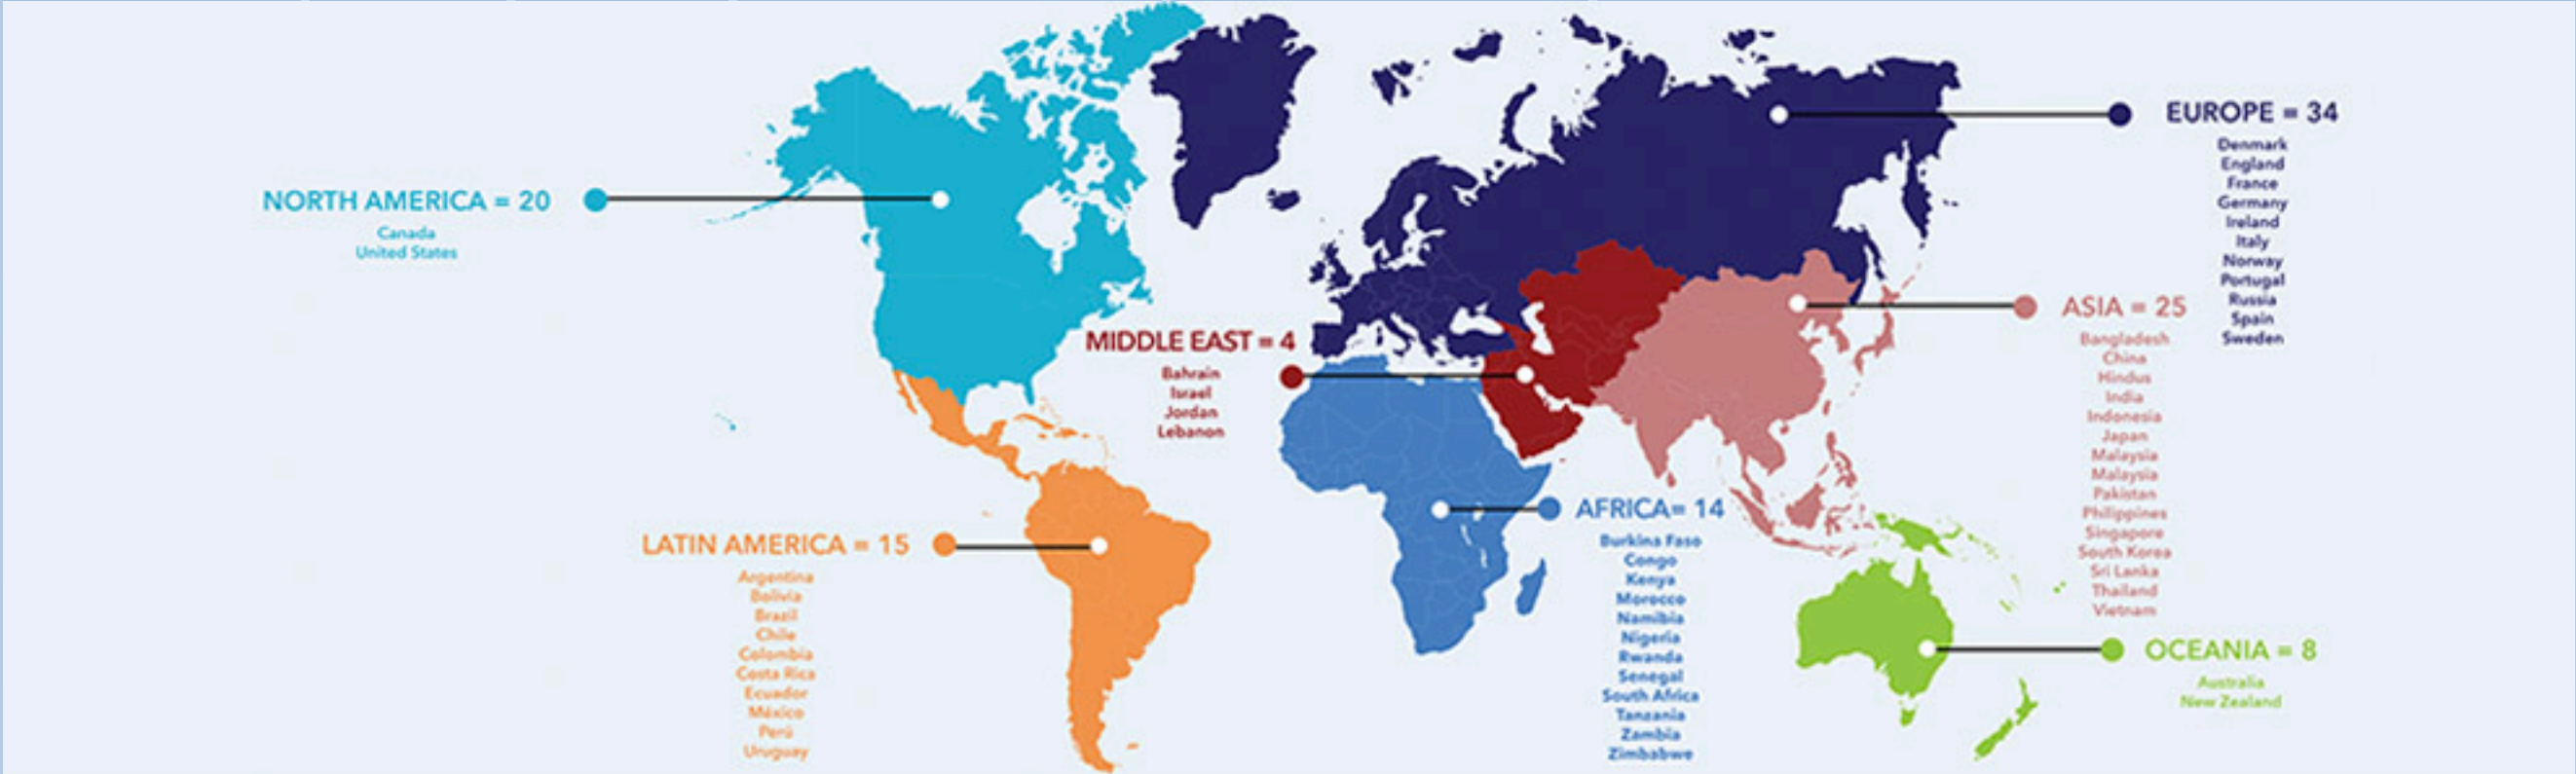 NORTH AMERICA = 20
Canada
United States
LATIN AMERICA = 15
Argentina
Bolivia
Brazil
Chile
Colombia
Costa Rica
Ecuador
México
Perú
Uruguay
MIDDLE EAST = 4
Bahrain
Israel
Jordan
Lebanon
AFRICA= 14
Burkina Faso
Congo
Kenya
Morocco
Namibia
Nigeria
Rwanda
Senegal
South Africa
Tanzania
Zambia
Zimbabwe
EUROPE = 34
Denmark
England
France
Germany
Ireland
Italy
Norway
Portugal
Russia
Spain
Sweden
ASIA = 25
Bangladesh
China
Hindus
India
Indonesia
Japan
Malaysia
Malaysia
Pakistan
Philippines
Singapore
South Korea
Sri Lanka
Thailand
Vietnam
OCEANIA = 8
Australia
New Zealand